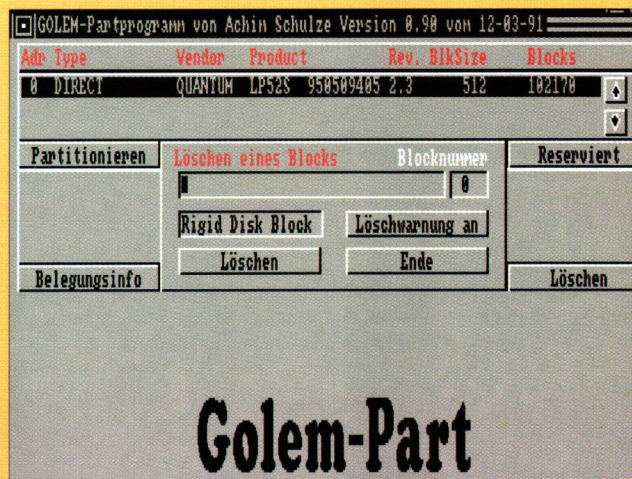 GOLEM-Partprogramm von Achim Schulze Version 0.90 vom 12-03-91
Adr Type Vendor Product Rev. BlkSize Blocks
0 DIRECT QUANTUM LP52S 950509405 2.3 512 102170
Partitionieren
Löschen eines Blocks Blocknummer
Reserviert
0
Rigid Disk Block Löschwarnung an
Löschen Ende
Belegungsinfo
Löschen
Golem-Part